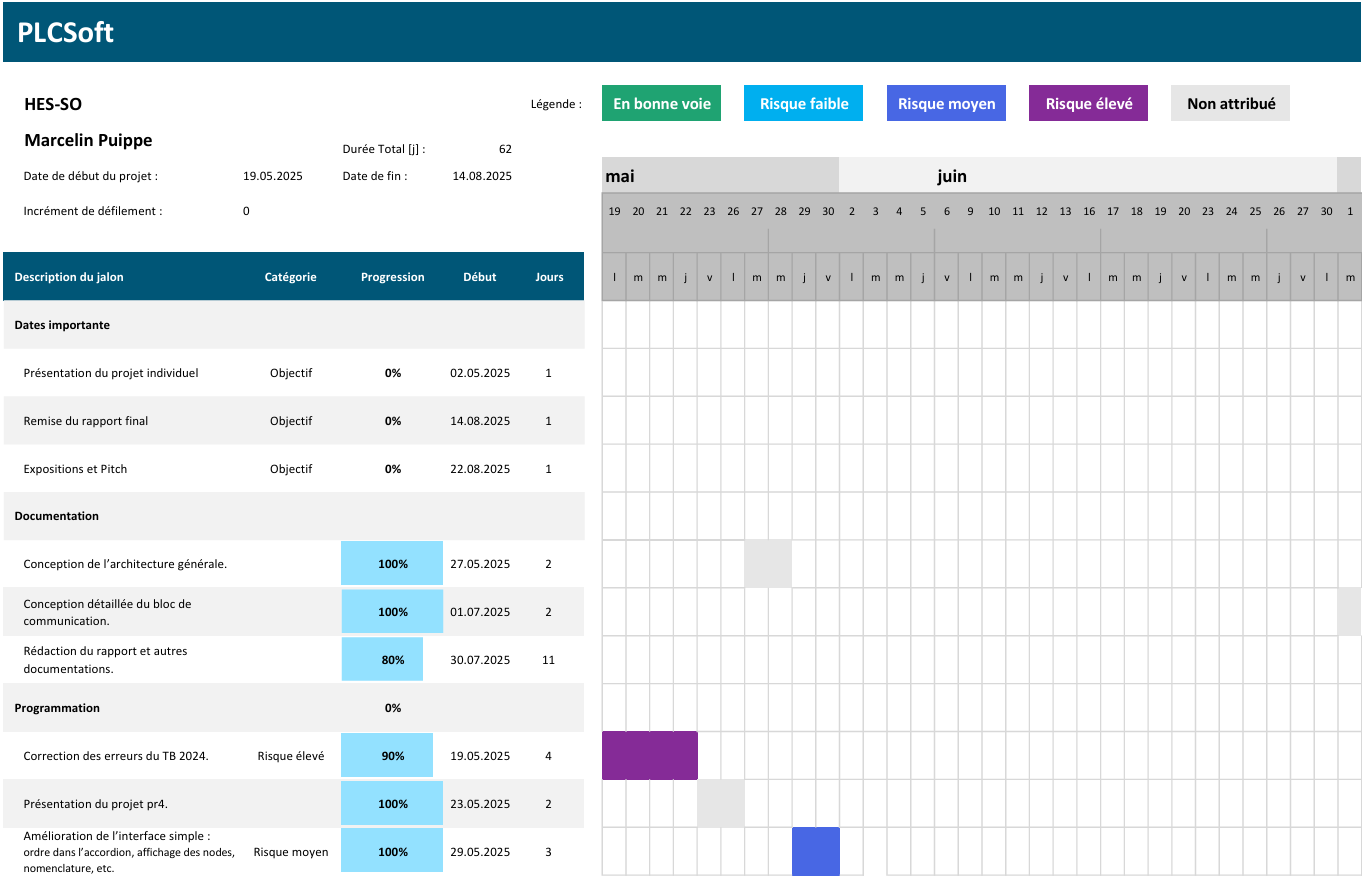 PLCSoft
HES-SO
Légende :
En bonne voie
Risque faible
Risque moyen
Risque élevé
Non attribué
Marcelin Puippe
Durée Total [j] : 62
Date de début du projet : 19.05.2025 Date de fin : 14.08.2025
mai juin
Incrément de défilement : 0
19 20 21 22 23 26 27 28 29 30 2 3 4 5 6 9 10 11 12 13 16 17 18 19 20 23 24 25 26 27 30 1
Description du jalon Catégorie Progression Début Jours
l m m j v l m m j v l m m j v l m m j v l m m j v l m m j v l m
Dates importante
Présentation du projet individuel Objectif 0% 02.05.2025 1
Remise du rapport final Objectif 0% 14.08.2025 1
Expositions et Pitch Objectif 0% 22.08.2025 1
Documentation
Conception de l’architecture générale. 100% 27.05.2025 2
Conception détaillée du bloc de
communication. 100% 01.07.2025 2
Rédaction du rapport et autres
documentations. 80% 30.07.2025 11
Programmation 0%
Correction des erreurs du TB 2024. Risque élevé 90% 19.05.2025 4
Présentation du projet pr4. 100% 23.05.2025 2
Amélioration de l’interface simple :
ordre dans l’accordion, affichage des nodes, Risque moyen 100% 29.05.2025 3
nomenclature, etc.